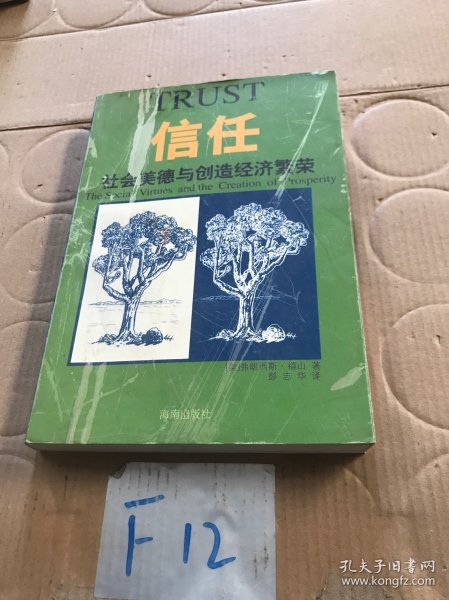 TRUST
信任
社会美德与创造经济繁荣
The Social Virtues and the Creation of Prosperity
[美]弗兰西斯·福山 著
彭志华 译
海南出版社
F12
孔夫子旧书网
www.kongfz.com